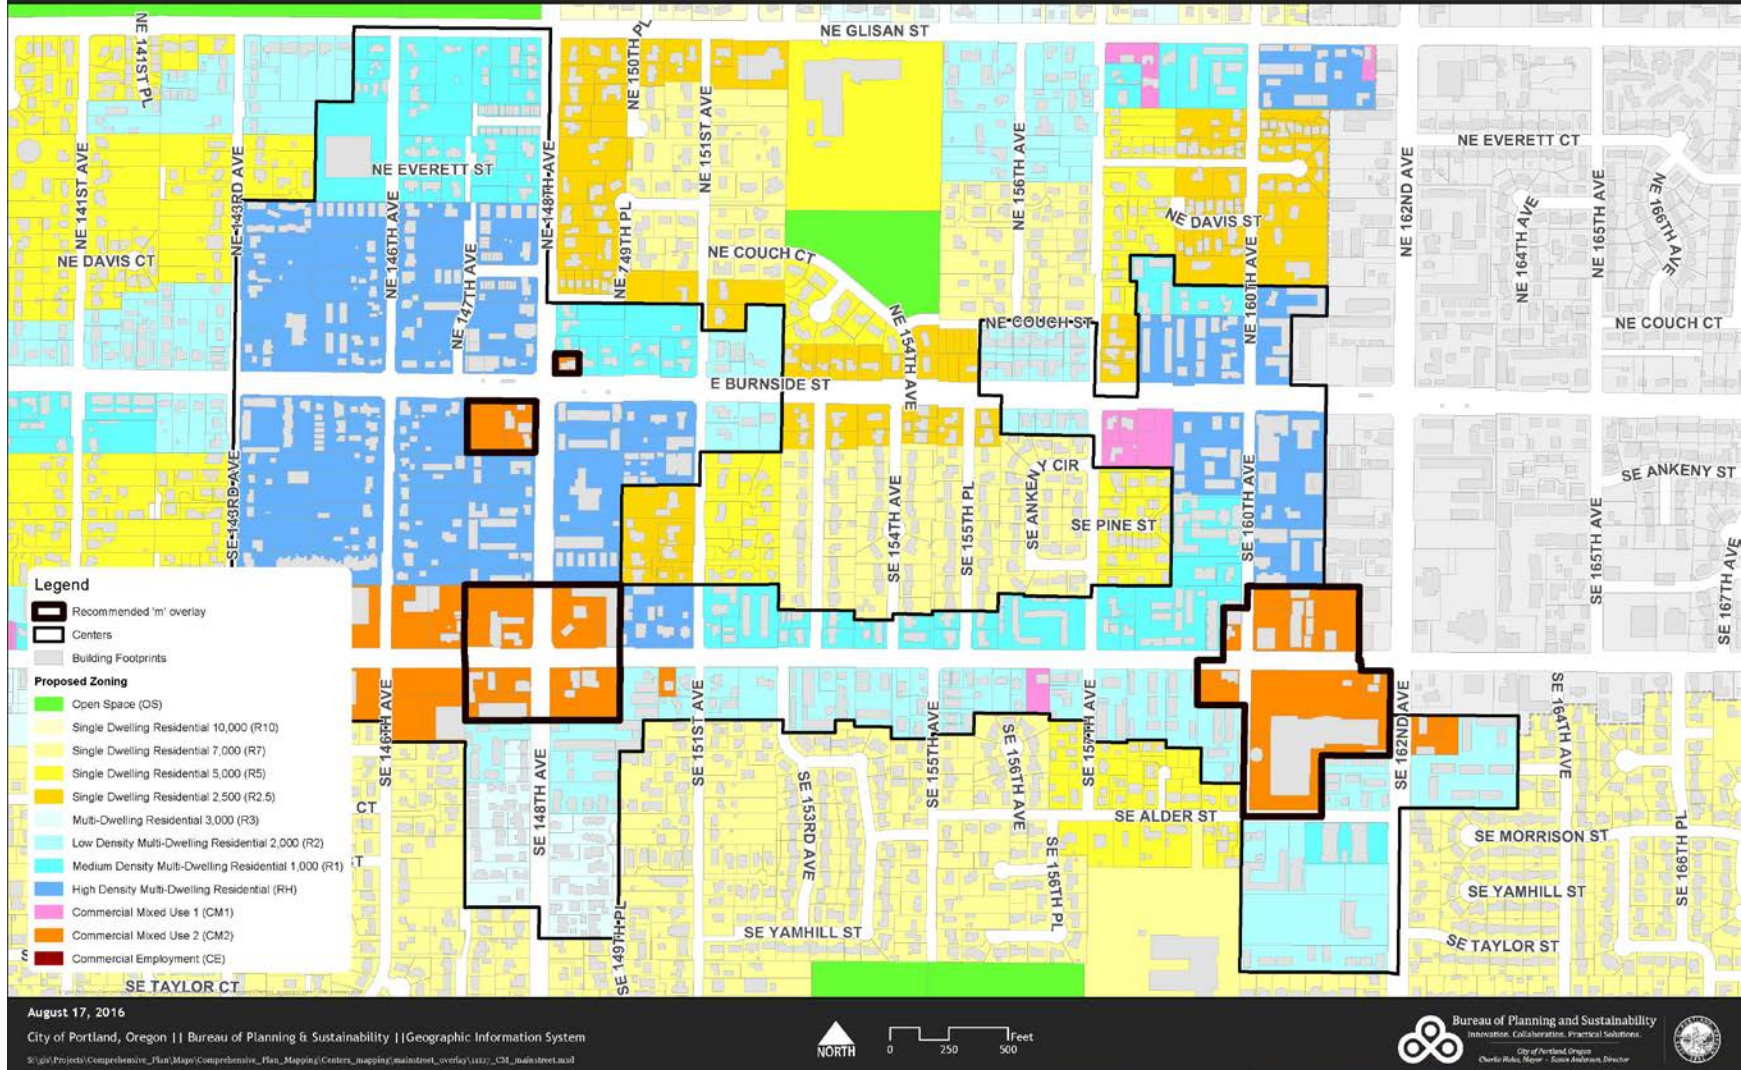 NE GLISAN ST
NE 141ST PL
NE 150TH PL
NE 141ST AVE
NE 143RD AVE
NE EVERETT ST
NE 148TH AVE
NE 151ST AVE
NE 156TH AVE
NE EVERETT CT
NE 162ND AVE
NE 164TH AVE
NE 165TH AVE
NE 166TH AVE
NE DAVIS CT
NE 146TH AVE
NE 147TH AVE
NE 149TH PL
NE COUCH CT
NE 154TH AVE
NE DAVIS ST
NE 160TH AVE
NE COUCH ST
NE COUCH CT
E BURNSIDE ST
SE 143RD AVE
SE 154TH AVE
SE 155TH PL
SE ANKENY CIR
SE PINE ST
SE 160TH AVE
SE ANKENY ST
SE 165TH AVE
SE 167TH AVE
SE 146TH AVE
SE 148TH AVE
SE 149TH PL
SE 151ST AVE
SE 153RD AVE
SE 155TH AVE
SE 156TH AVE
SE 156TH PL
SE 157TH AVE
SE 162ND AVE
SE 164TH AVE
SE 166TH PL
SE ALDER ST
SE MORRISON ST
SE YAMHILL ST
SE YAMHILL ST
SE TAYLOR ST
SE TAYLOR CT
CT
T
S
Legend
Recommended 'm' overlay
Centers
Building Footprints
Proposed Zoning
Open Space (OS)
Single Dwelling Residential 10,000 (R10)
Single Dwelling Residential 7,000 (R7)
Single Dwelling Residential 5,000 (R5)
Single Dwelling Residential 2,500 (R2.5)
Multi-Dwelling Residential 3,000 (R3)
Low Density Multi-Dwelling Residential 2,000 (R2)
Medium Density Multi-Dwelling Residential 1,000 (R1)
High Density Multi-Dwelling Residential (RH)
Commercial Mixed Use 1 (CM1)
Commercial Mixed Use 2 (CM2)
Commercial Employment (CE)
August 17, 2016
City of Portland, Oregon || Bureau of Planning & Sustainability ||Geographic Information System
NORTH
0 250 500
Feet
Bureau of Planning and Sustainability
Innovation. Collaboration. Practical Solutions.
City of Portland, Oregon
Charlie Hales, Mayor - Susan Anderson, Director